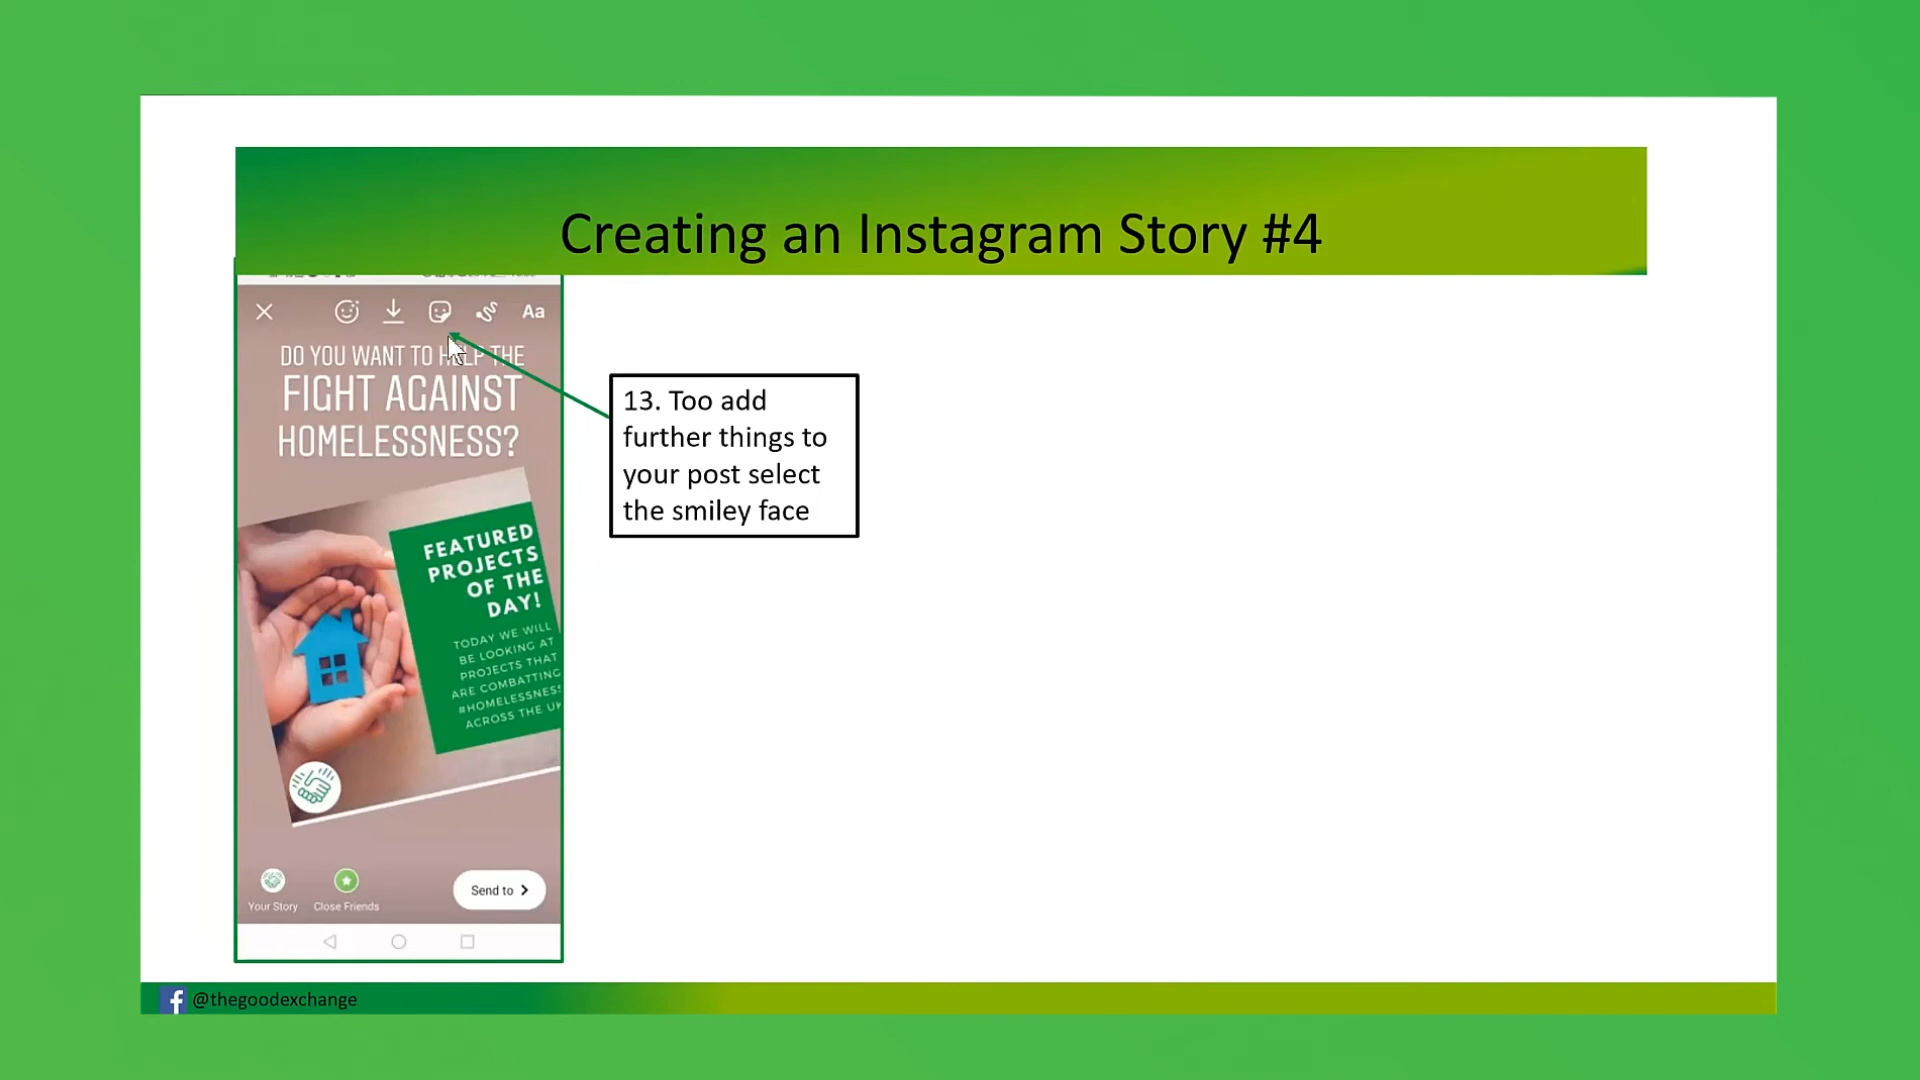 Creating an Instagram Story #4
Aa
DO YOU WANT TO HELP THE
FIGHT AGAINST
HOMELESSNESS?
13. Too add
further things to
your post select
the smiley face
FEATURED
PROJECTS
OF THE
DAY!
TODAY WE WILL
BE LOOKING AT
PROJECTS THAT
ARE COMBATTING
#HOMELESSNESS
ACROSS THE UK
Your Story
Close Friends
Send to
@thegoodexchange